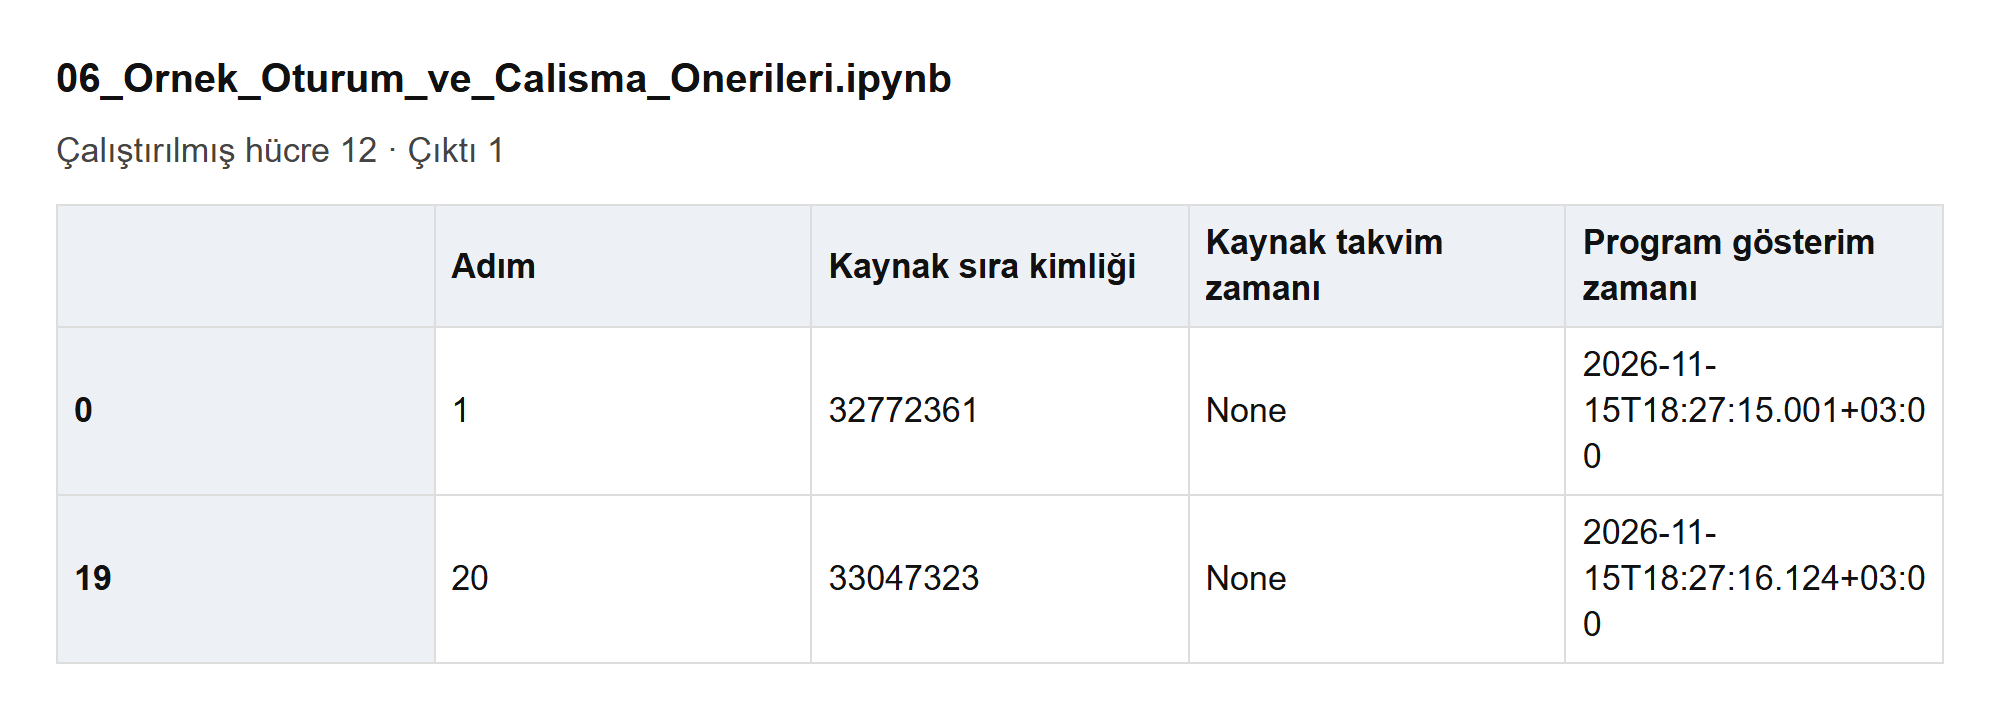 06_Ornek_Oturum_ve_Calisma_Onerileri.ipynb
Çalıştırılmış hücre 12 · Çıktı 1
Adım
Kaynak sıra kimliği
Kaynak takvim
zamanı
Program gösterim
zamanı
0
1
32772361
None
2026-11-
15T18:27:15.001+03:0
0
19
20
33047323
None
2026-11-
15T18:27:16.124+03:0
0